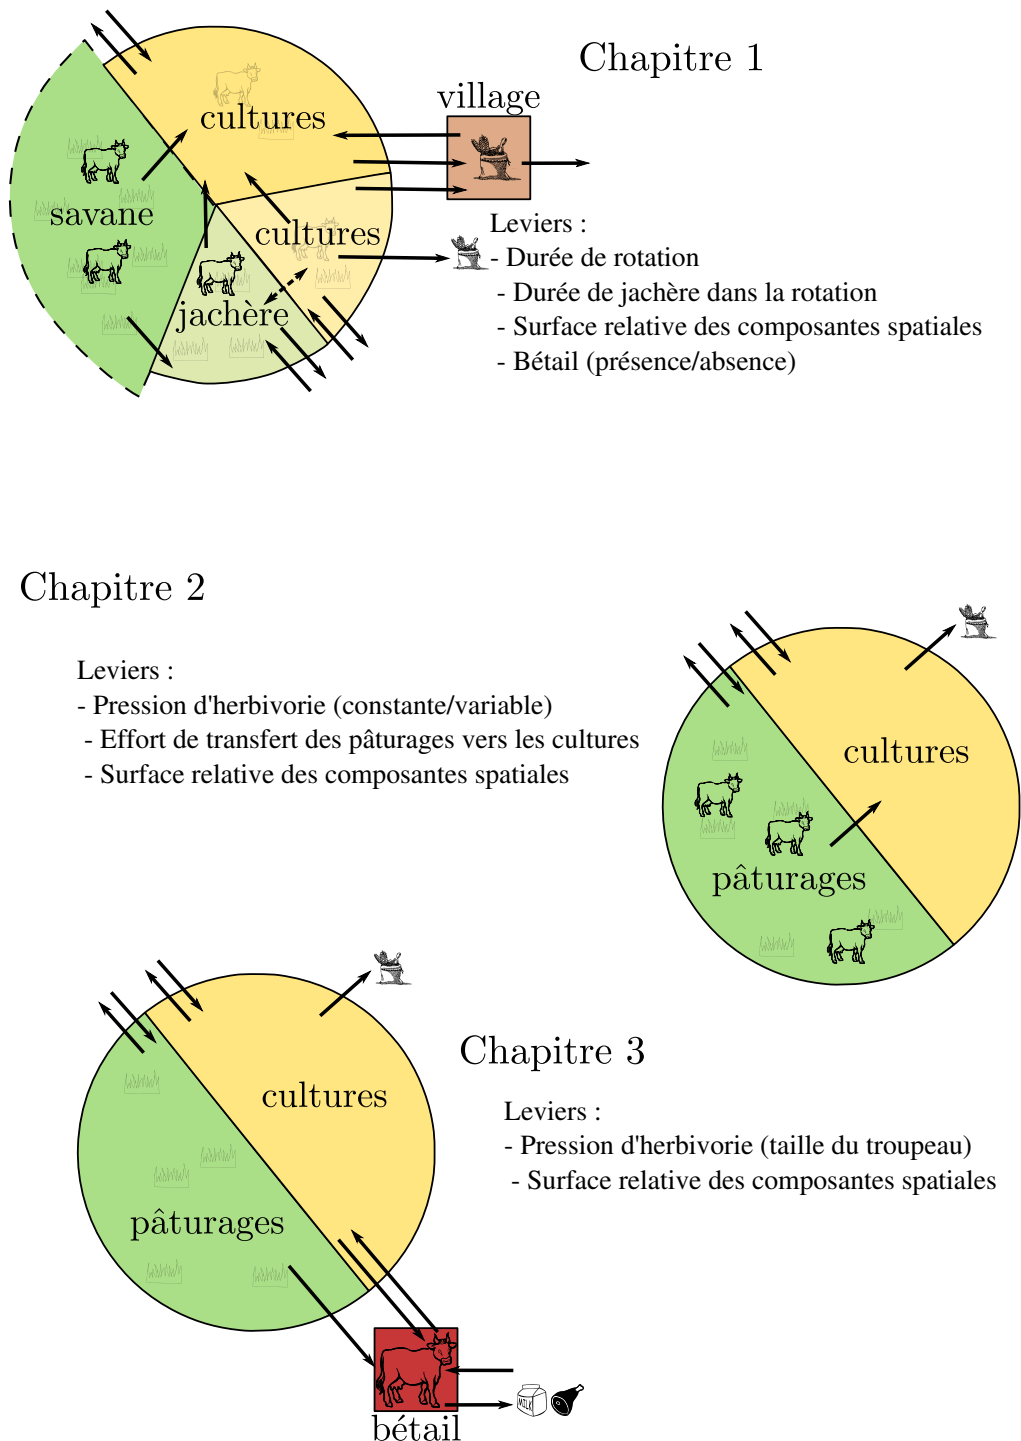 Chapitre 1
village
cultures
savane
cultures
jachère
Leviers :
- Durée de rotation
- Durée de jachère dans la rotation
- Surface relative des composantes spatiales
- Bétail (présence/absence)
Chapitre 2
Leviers :
- Pression d'herbivorie (constante/variable)
- Effort de transfert des pâturages vers les cultures
- Surface relative des composantes spatiales
cultures
pâturages
Chapitre 3
cultures
Leviers :
- Pression d'herbivorie (taille du troupeau)
- Surface relative des composantes spatiales
pâturages
MILK
bétail